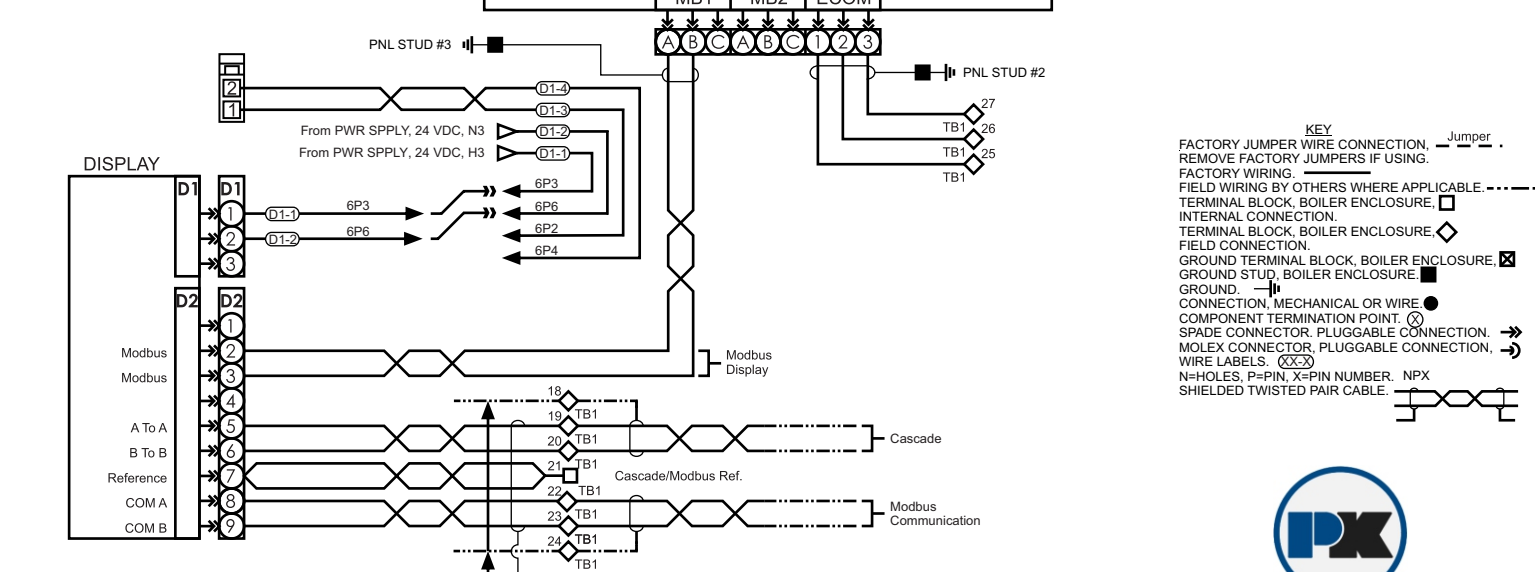 MB1 MB2 ECOM
A B C A B C 1 2 3
PNL STUD #3
PNL STUD #2
2
1
D1-4
D1-3
From PWR SPPLY, 24 VDC, N3 D1-2
From PWR SPPLY, 24 VDC, H3 D1-1
27
TB1
26
TB1
25
TB1
DISPLAY
D1 D1
1 D1-1 6P3
2 D1-2 6P6
3
6P3
6P6
6P2
6P4
D2 D2
1
Modbus 2
Modbus 3
4
A To A 5
B To B 6
Reference 7
COM A 8
COM B 9
Modbus
Display
18
TB1
19
TB1
20
TB1
21
TB1
22
TB1
23
TB1
24
TB1
Cascade
Cascade/Modbus Ref.
Modbus
Communication
KEY
FACTORY JUMPER WIRE CONNECTION, Jumper
REMOVE FACTORY JUMPERS IF USING.
FACTORY WIRING.
FIELD WIRING BY OTHERS WHERE APPLICABLE.
TERMINAL BLOCK, BOILER ENCLOSURE,
INTERNAL CONNECTION.
TERMINAL BLOCK, BOILER ENCLOSURE,
FIELD CONNECTION.
GROUND TERMINAL BLOCK, BOILER ENCLOSURE,
GROUND STUD, BOILER ENCLOSURE.
GROUND.
CONNECTION, MECHANICAL OR WIRE.
COMPONENT TERMINATION POINT. X
SPADE CONNECTOR. PLUGGABLE CONNECTION.
MOLEX CONNECTOR, PLUGGABLE CONNECTION,
WIRE LABELS. XX-X
N=HOLES, P=PIN, X=PIN NUMBER. NPX
SHIELDED TWISTED PAIR CABLE.
PK